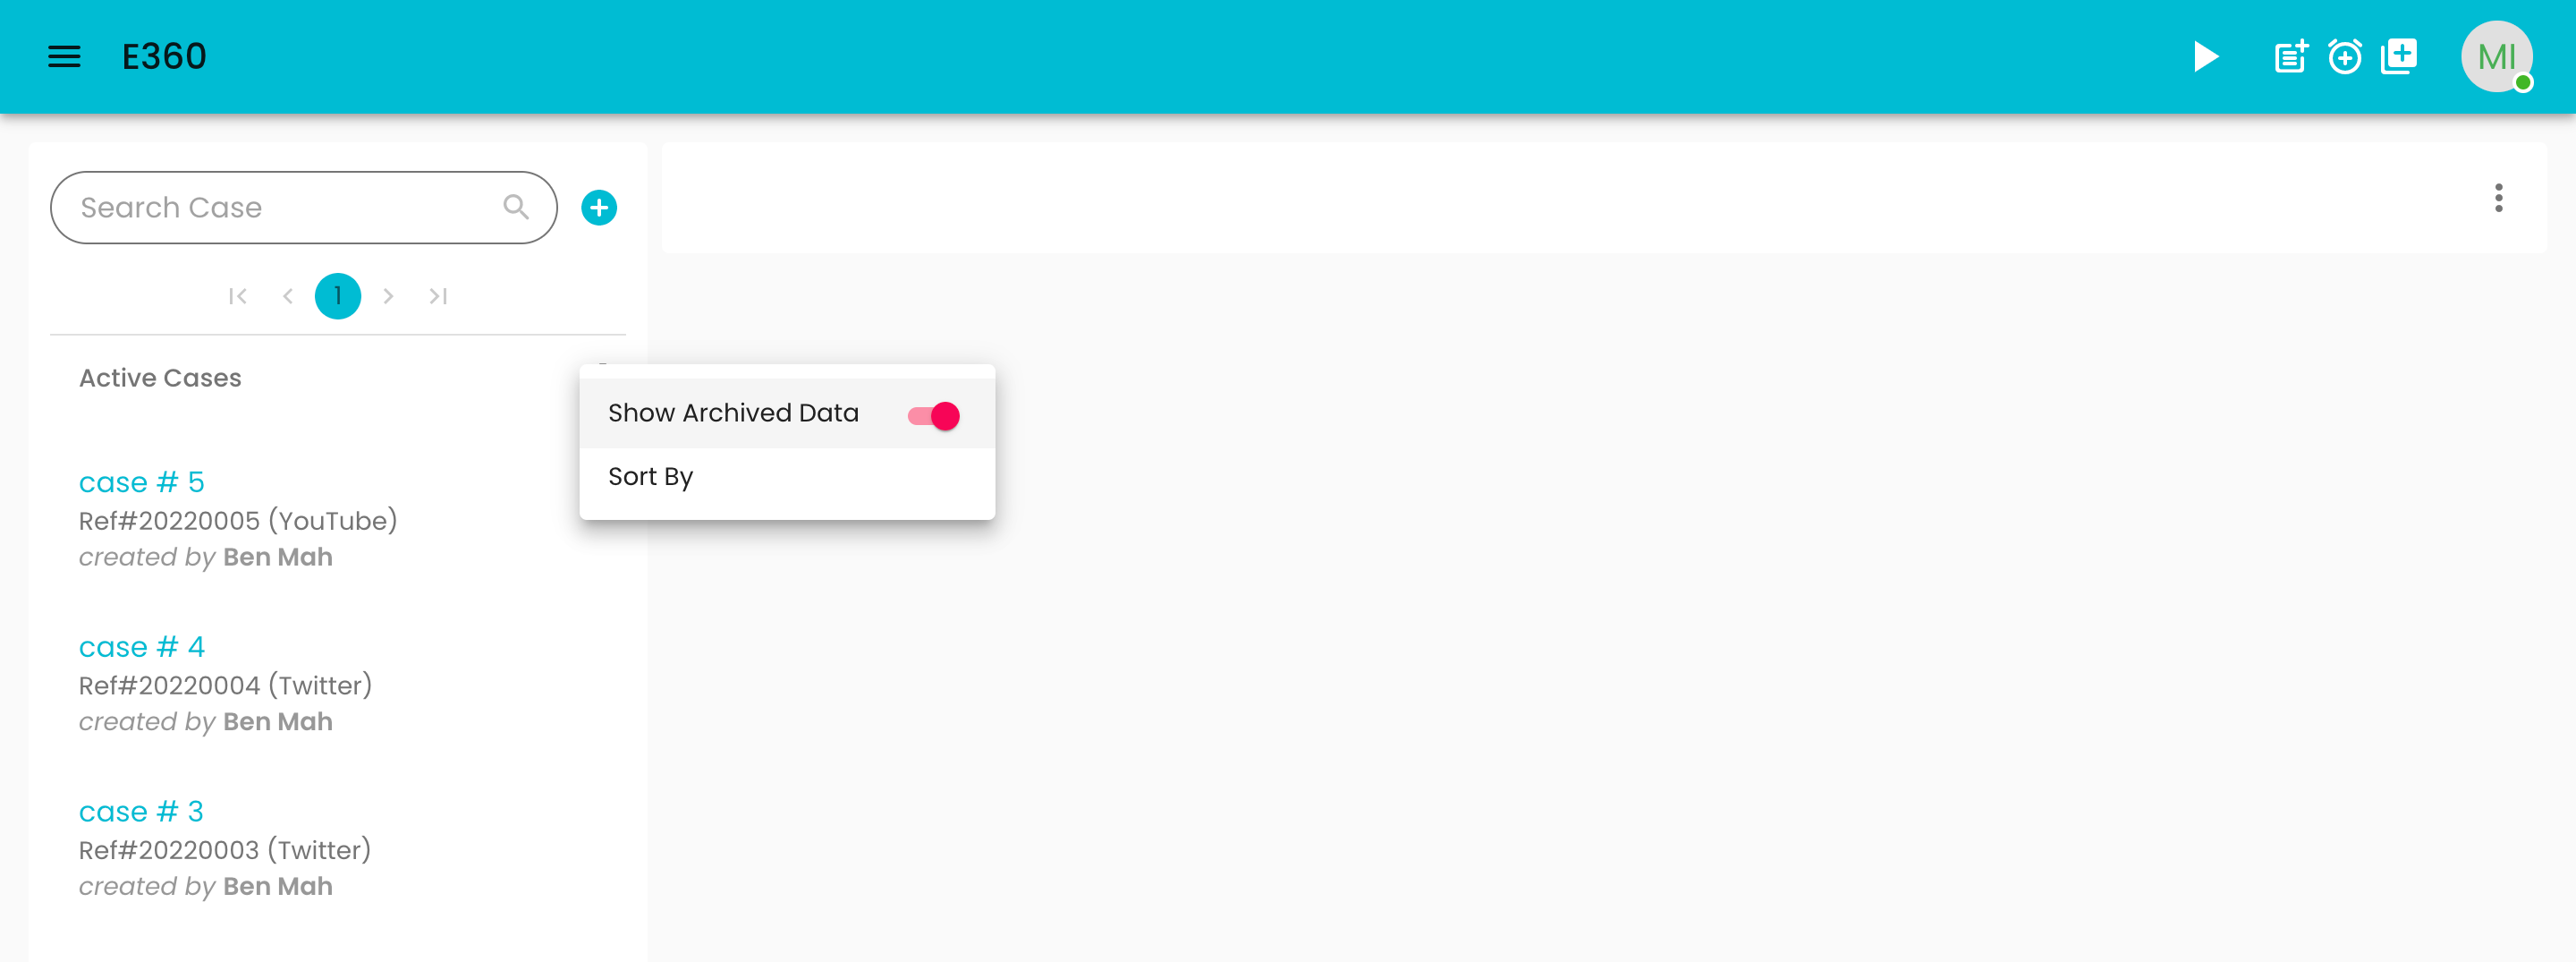 E360
MI
Search Case
1
Active Cases
Show Archived Data
Sort By
case # 5
Ref#20220005 (YouTube)
created by Ben Mah
case # 4
Ref#20220004 (Twitter)
created by Ben Mah
case # 3
Ref#20220003 (Twitter)
created by Ben Mah